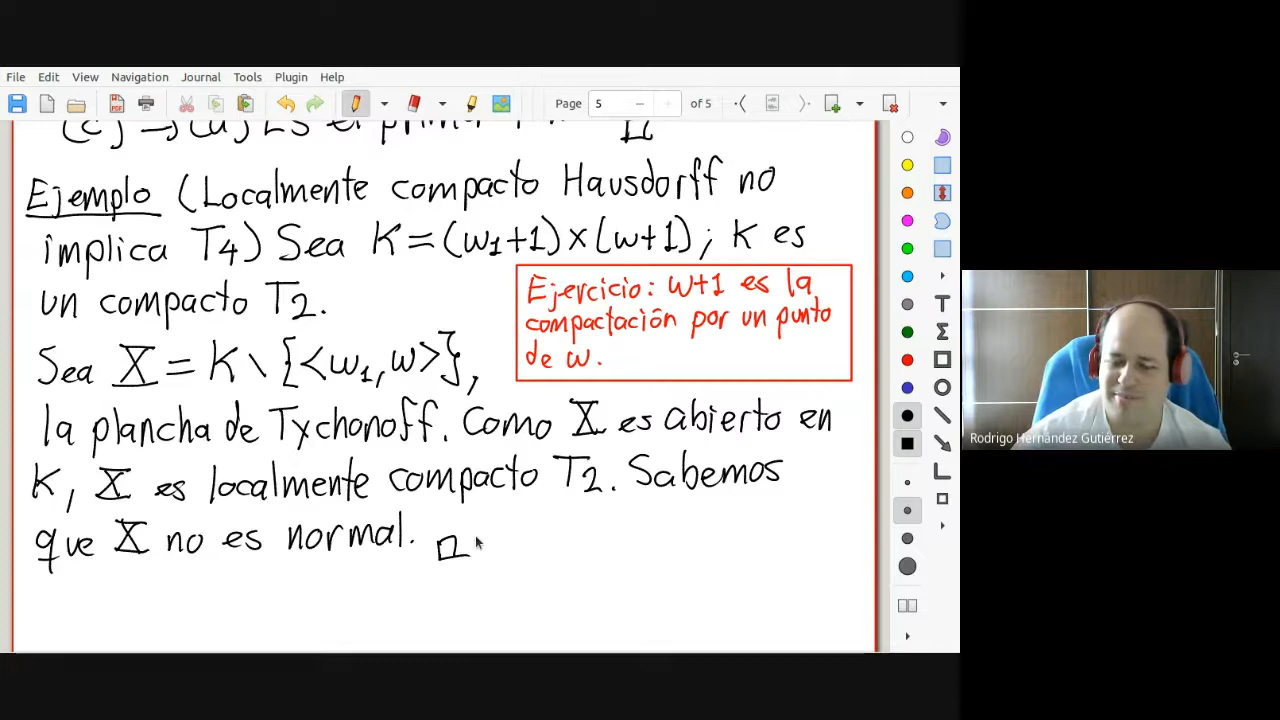 File Edit View Navigation Journal Tools Plugin Help
Page 5 of 5
Ejemplo (Localmente compacto Hausdorff no
implica T4) Sea K=(ω1+1)×(ω+1); K es
un compacto T2.
Ejercicio: ω+1 es la
compactación por un punto
de ω.
Sea X = K \ {<ω1,ω>},
la plancha de Tychonoff. Como X es abierto en
K, X es localmente compacto T2. Sabemos
que X no es normal. □
Rodrigo Hernández Gutiérrez